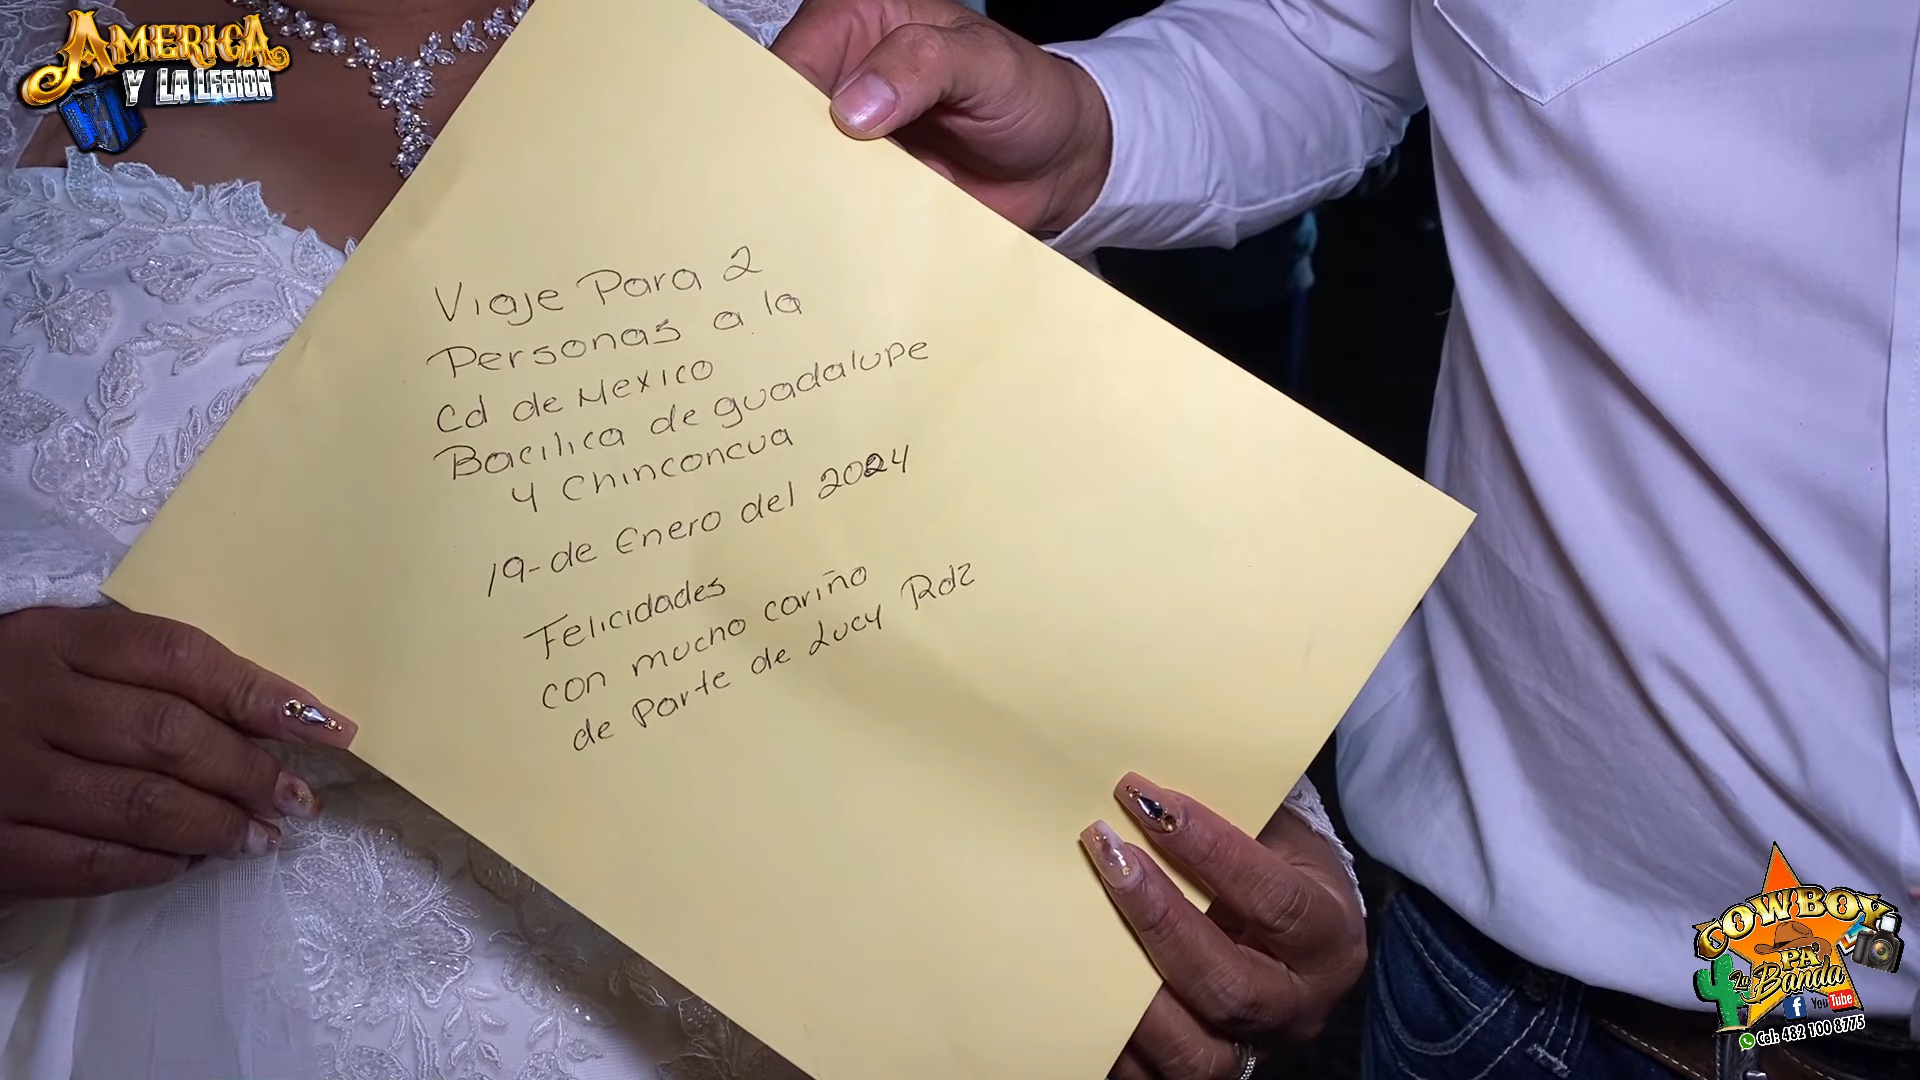 AMERICA
Y LA LEGION
Viaje Para 2
Personas a la
Cd de Mexico
Bacilica de guadalupe
y Chinconcua
19-de Enero del 2024
Felicidades
con mucho cariño
de parte de Lucy Rdz
COWBOY
PA
La Banda
f YouTube
Cel: 482 100 8775